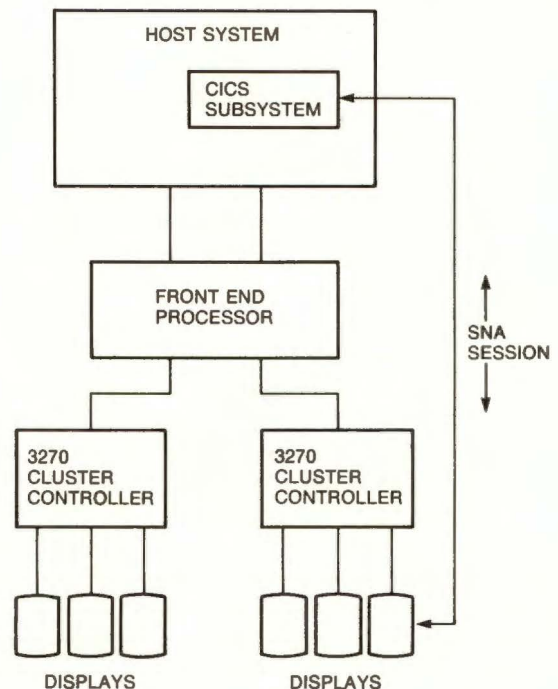 HOST SYSTEM
CICS
SUBSYSTEM
FRONT END
PROCESSOR
SNA
SESSION
3270
CLUSTER
CONTROLLER
3270
CLUSTER
CONTROLLER
DISPLAYS
DISPLAYS